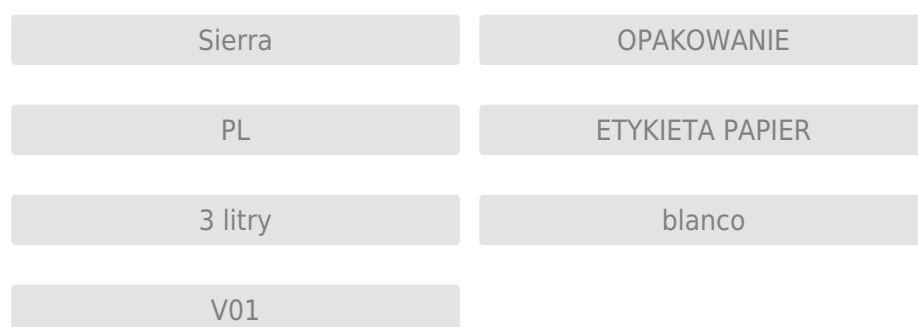 Sierra
OPAKOWANIE
PL
ETYKIETA PAPIER
3 litry
blanco
V01